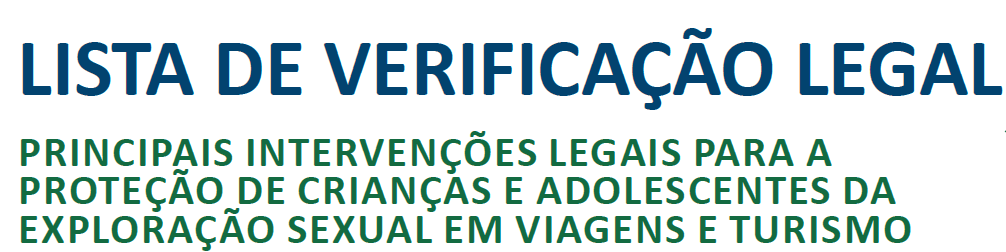 LISTA DE VERIFICAÇÃO LEGAL
PRINCIPAIS INTERVENÇÕES LEGAIS PARA A
PROTEÇÃO DE CRIANÇAS E ADOLESCENTES DA
EXPLORAÇÃO SEXUAL EM VIAGENS E TURISMO